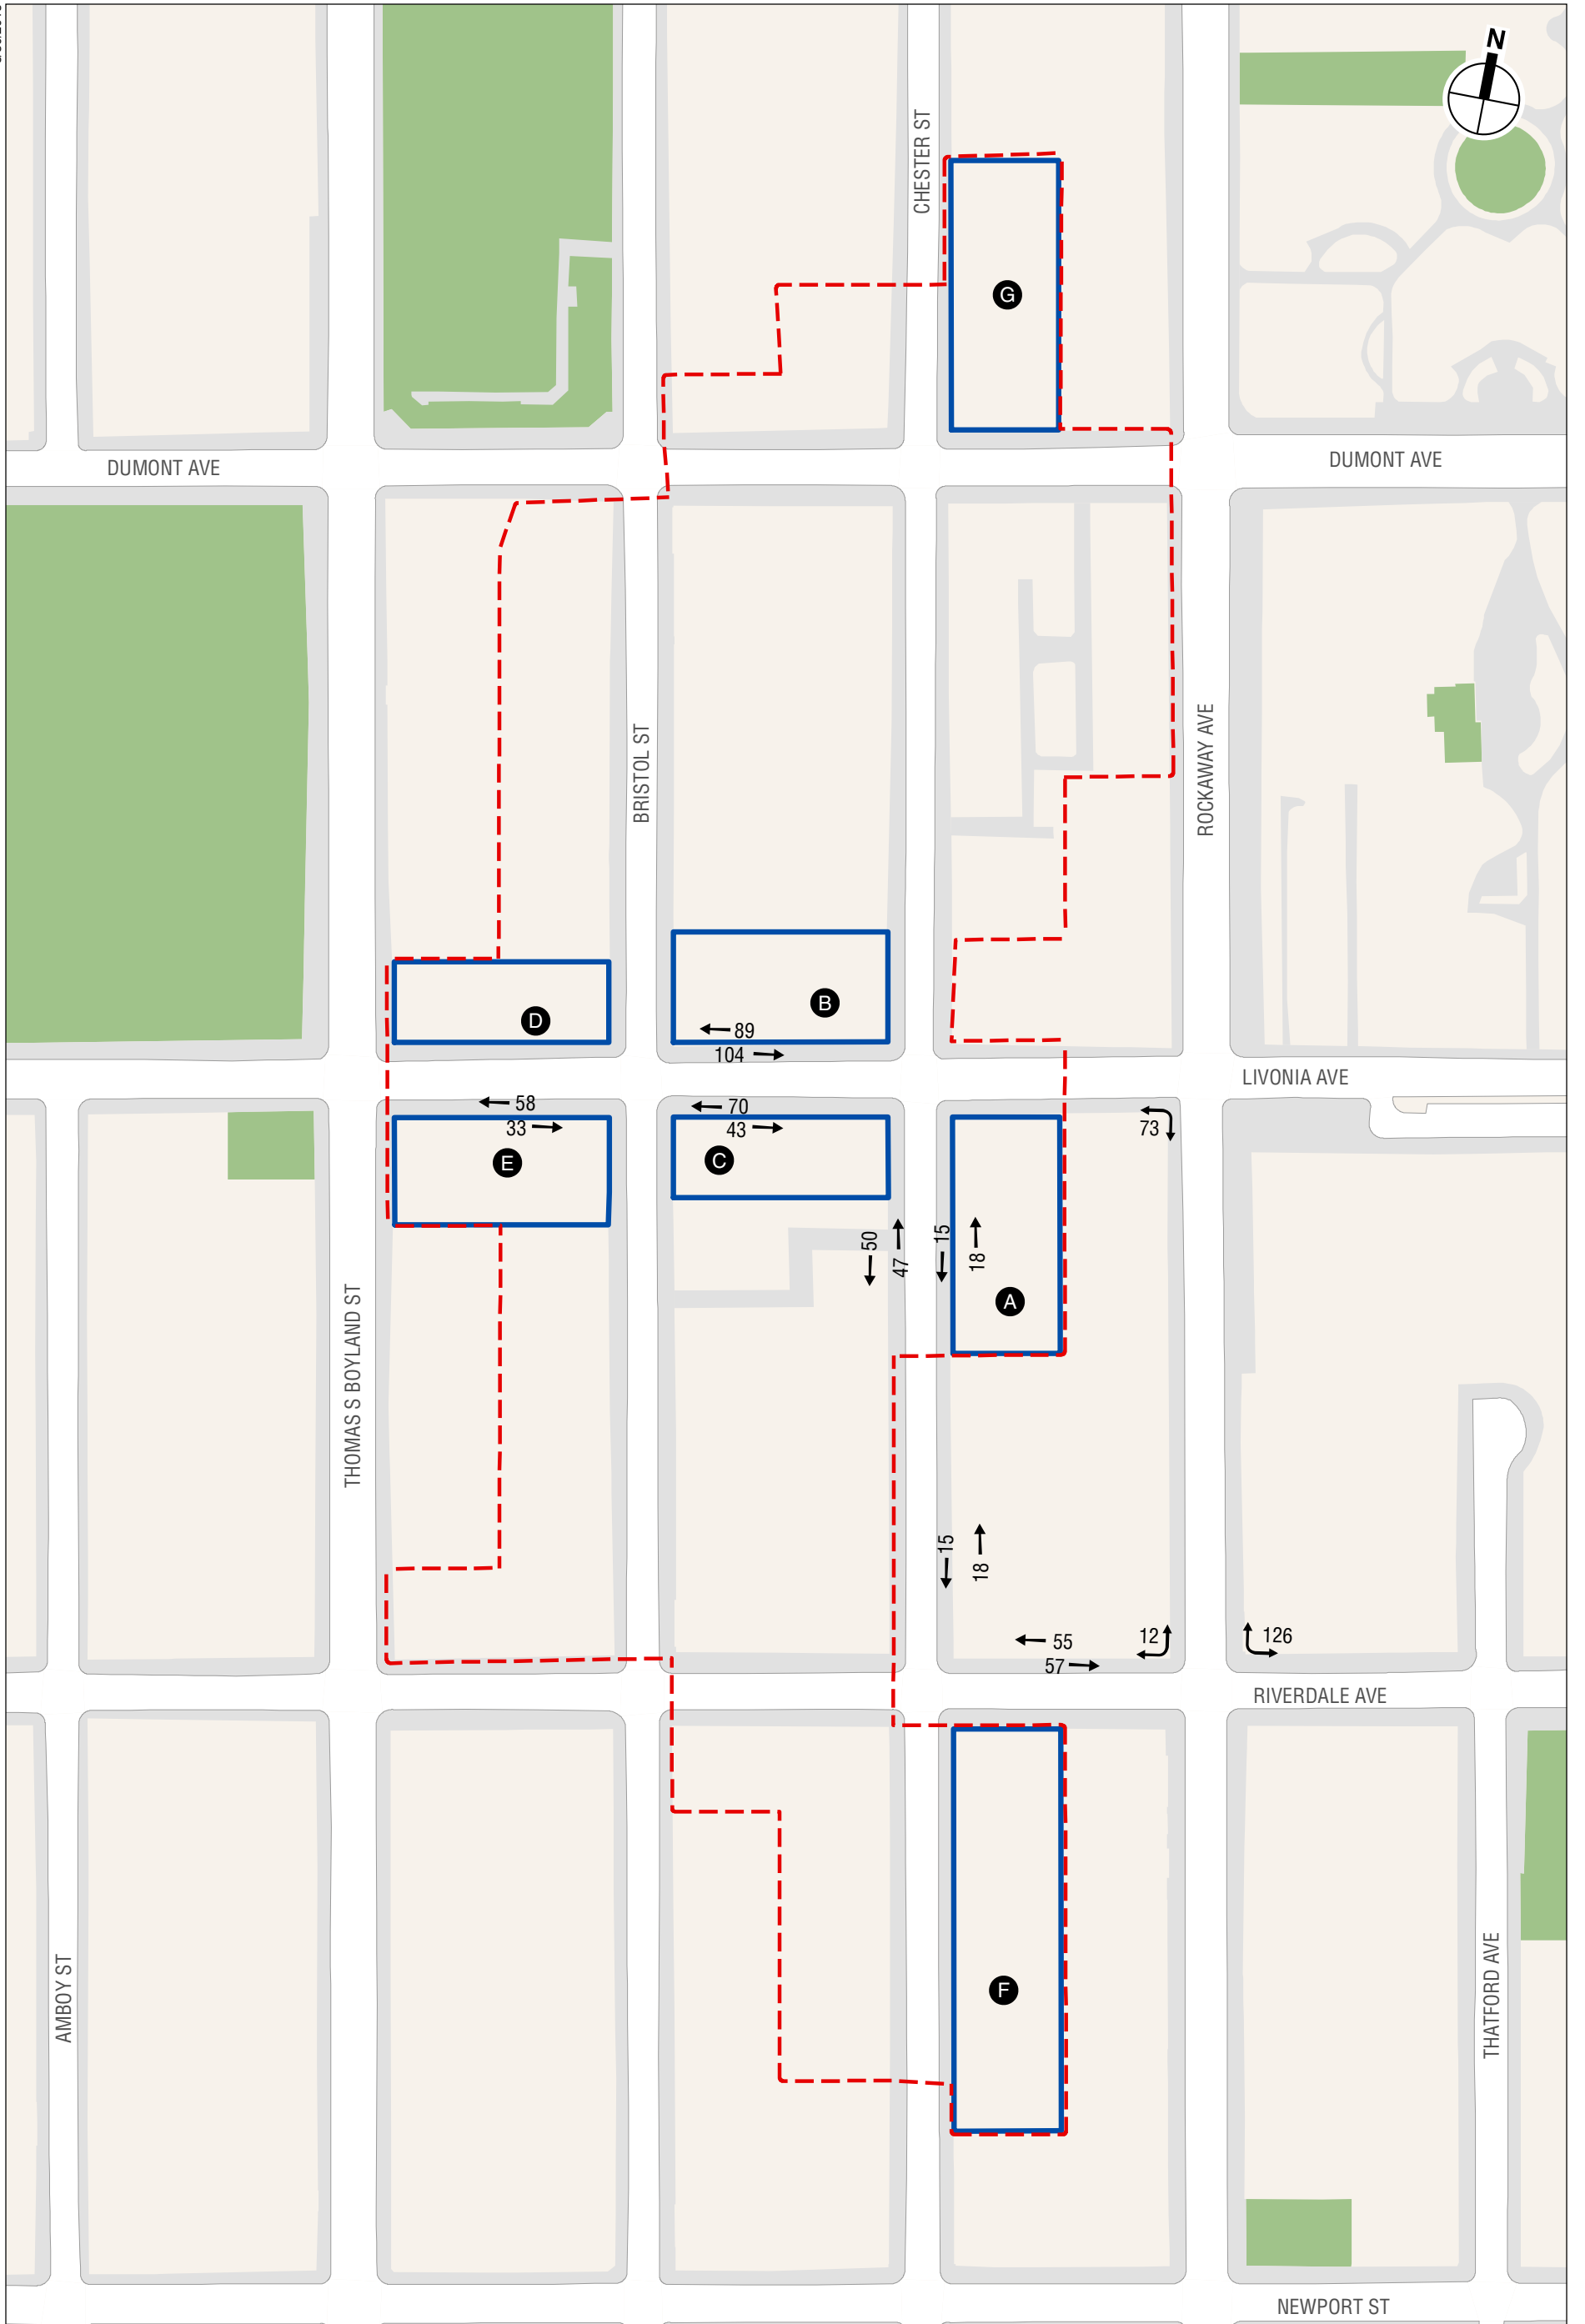 N
CHESTER ST
G
DUMONT AVE
DUMONT AVE
BRISTOL ST
ROCKAWAY AVE
D
B
89
104
LIVONIA AVE
58
33
70
43
73
E
C
50
47
15
18
A
THOMAS S BOYLAND ST
15
18
55
57
12
126
RIVERDALE AVE
AMBOY ST
F
THATFORD AVE
NEWPORT ST